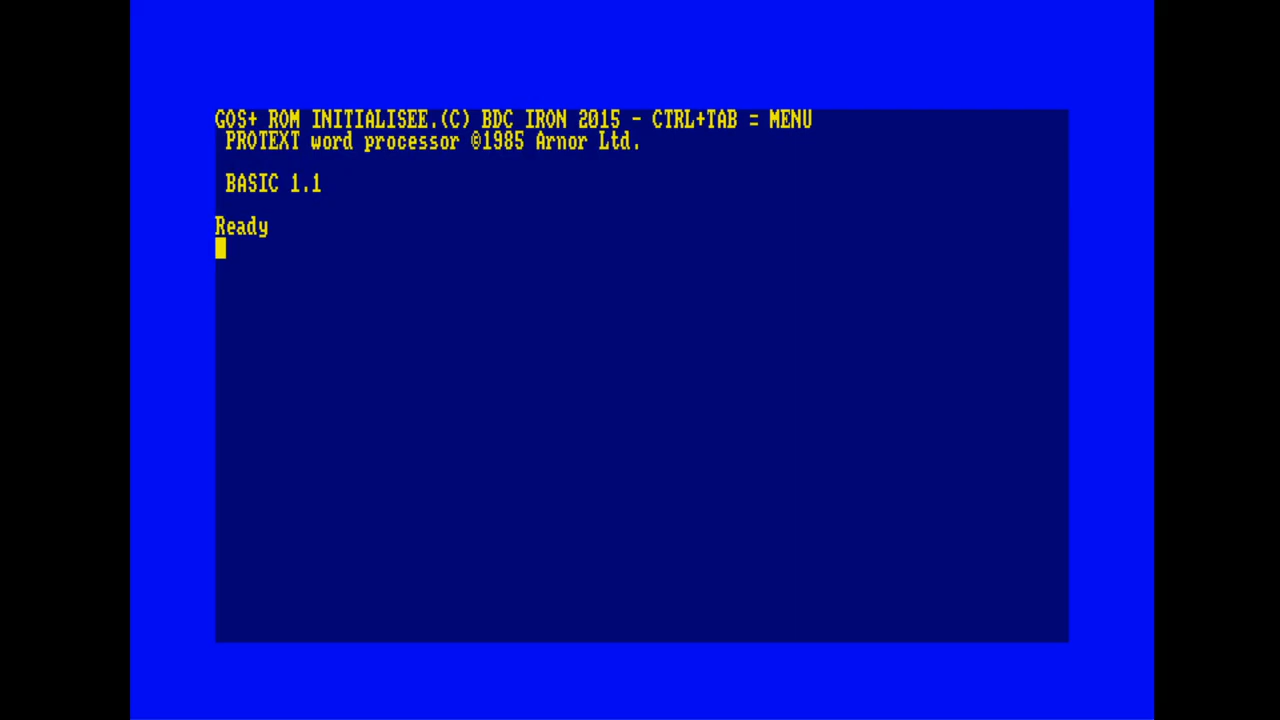 GOS+ ROM INITIALISEE.(C) BDC IRON 2015 - CTRL+TAB = MENU
PROTEXT word processor ©1985 Arnor Ltd.
BASIC 1.1
Ready